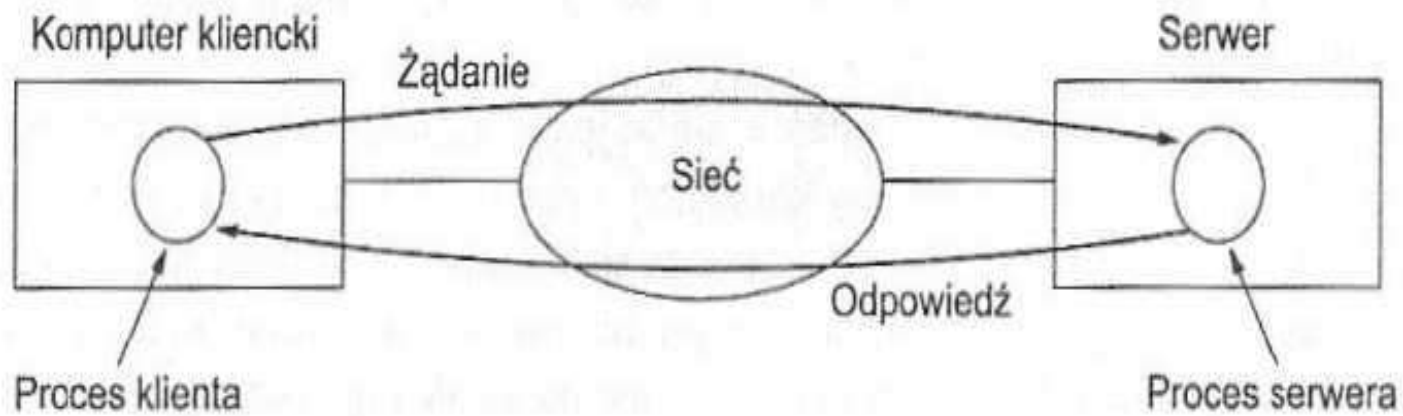 Komputer kliencki
Serwer
Żądanie
Sieć
Odpowiedź
Proces klienta
Proces serwera